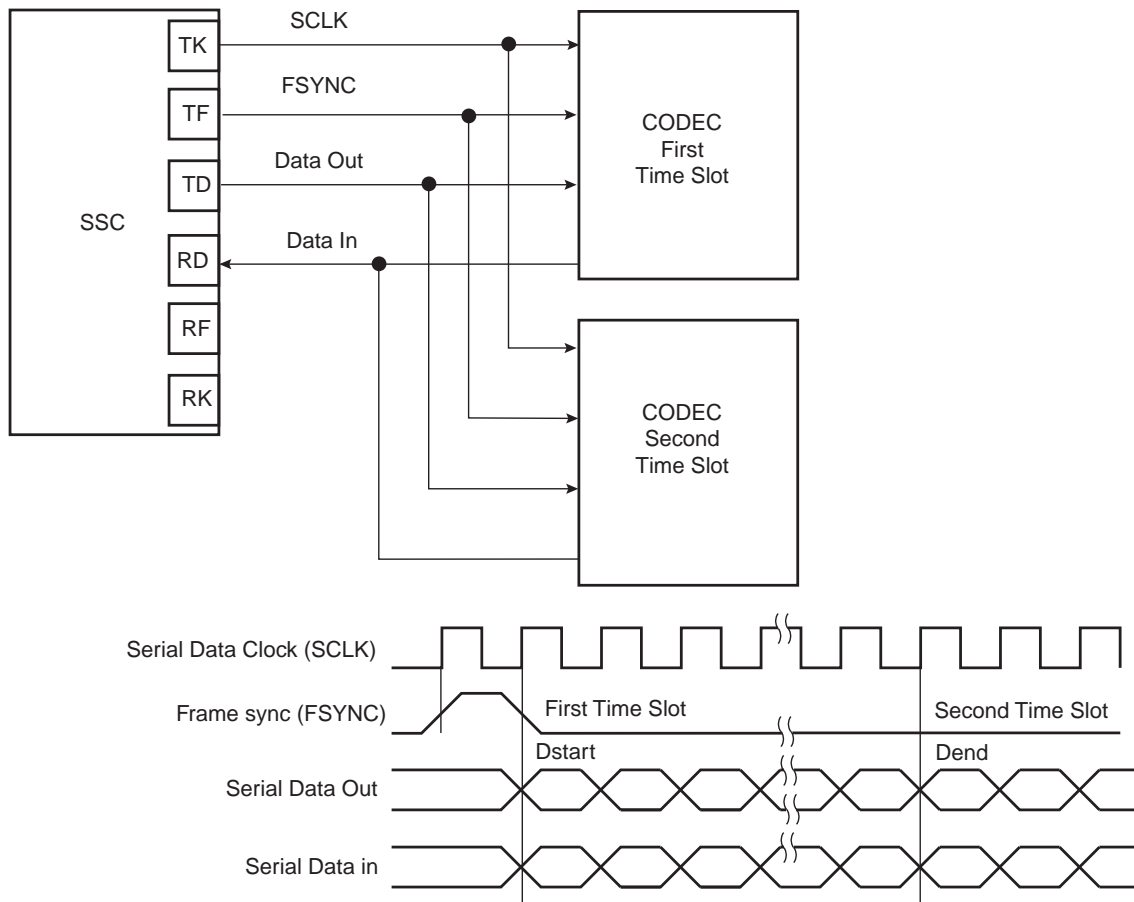 SSC
TK
TF
TD
RD
RF
RK
SCLK
FSYNC
Data Out
Data In
CODEC
First
Time Slot
CODEC
Second
Time Slot
Serial Data Clock (SCLK)
Frame sync (FSYNC)
First Time Slot
Second Time Slot
Dstart
Dend
Serial Data Out
Serial Data in